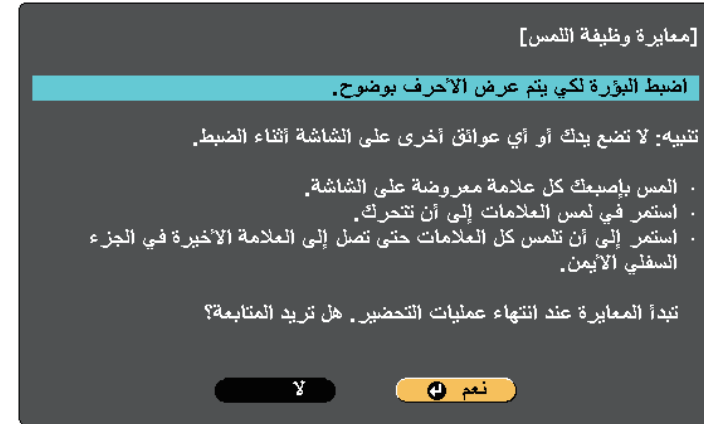 [معايرة وظيفة اللمس]
اضبط البؤرة لكي يتم عرض الأحرف بوضوح.
تنبيه: لا تضع يدك أو أي عوائق أخرى على الشاشة أثناء الضبط.
· المس بإصبعك كل علامة معروضة على الشاشة.
· استمر في لمس العلامات إلى أن تتحرك.
· استمر إلى أن تلمس كل العلامات حتى تصل إلى العلامة الأخيرة في الجزء
السفلي الأيمن.
تبدأ المعايرة عند انتهاء عمليات التحضير. هل تريد المتابعة؟
نعم لا